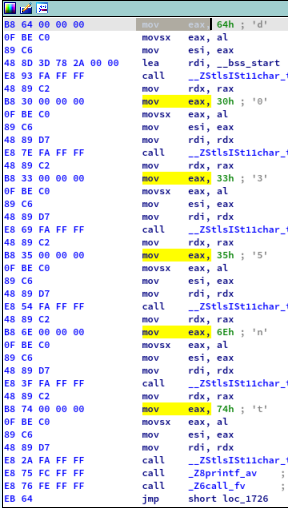 B8 64 00 00 00 mov eax, 64h ; 'd'
0F BE C0 movsx eax, al
89 C6 mov esi, eax
48 8D 3D 78 2A 00 00 lea rdi, __bss_start
E8 93 FA FF FF call __ZStlsISt11char_t
48 89 C2 mov rdx, rax
B8 30 00 00 00 mov eax, 30h ; '0'
0F BE C0 movsx eax, al
89 C6 mov esi, eax
48 89 D7 mov rdi, rdx
E8 7E FA FF FF call __ZStlsISt11char_t
48 89 C2 mov rdx, rax
B8 33 00 00 00 mov eax, 33h ; '3'
0F BE C0 movsx eax, al
89 C6 mov esi, eax
48 89 D7 mov rdi, rdx
E8 69 FA FF FF call __ZStlsISt11char_t
48 89 C2 mov rdx, rax
B8 35 00 00 00 mov eax, 35h ; '5'
0F BE C0 movsx eax, al
89 C6 mov esi, eax
48 89 D7 mov rdi, rdx
E8 54 FA FF FF call __ZStlsISt11char_t
48 89 C2 mov rdx, rax
B8 6E 00 00 00 mov eax, 6Eh ; 'n'
0F BE C0 movsx eax, al
89 C6 mov esi, eax
48 89 D7 mov rdi, rdx
E8 3F FA FF FF call __ZStlsISt11char_t
48 89 C2 mov rdx, rax
B8 74 00 00 00 mov eax, 74h ; 't'
0F BE C0 movsx eax, al
89 C6 mov esi, eax
48 89 D7 mov rdi, rdx
E8 2A FA FF FF call __ZStlsISt11char_t
E8 75 FC FF FF call _Z8printf_av ;
E8 76 FE FF FF call _Z6call_fv ;
EB 64 jmp short loc_1726